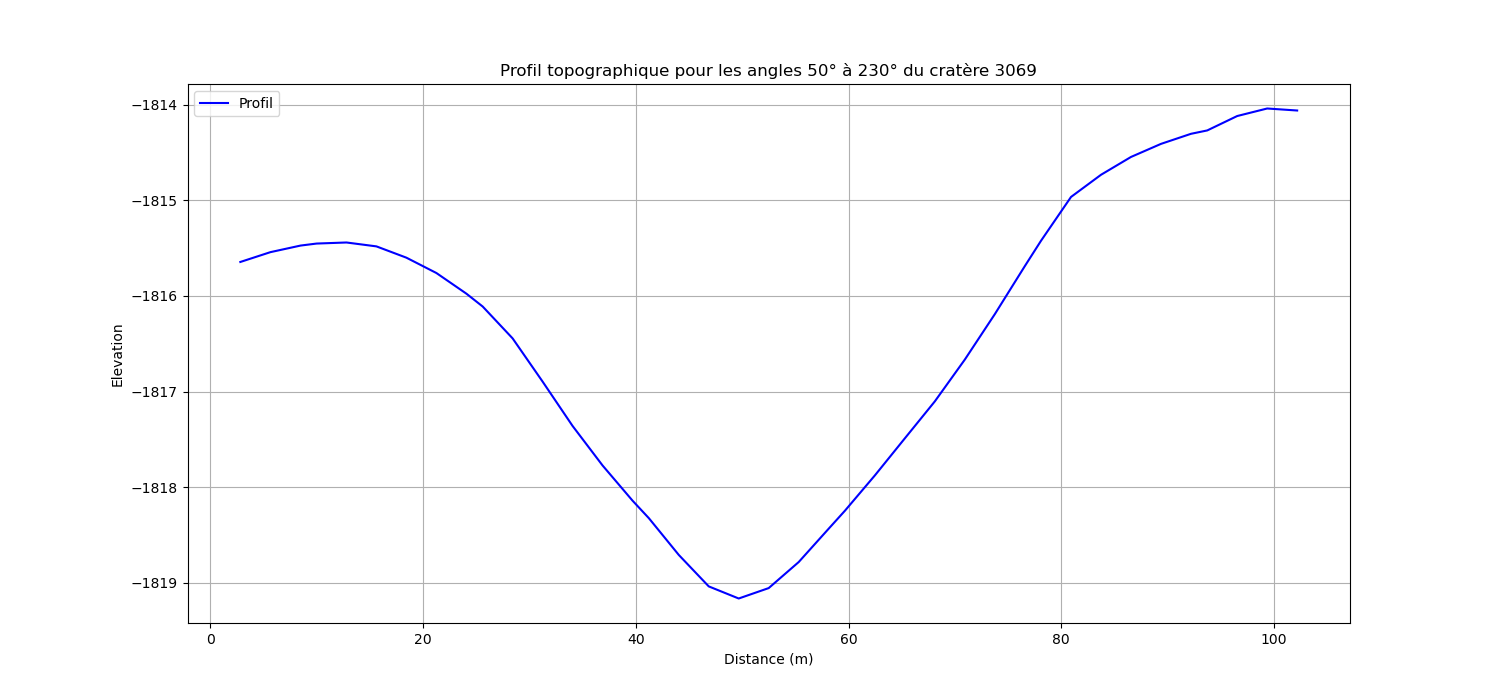 Profil topographique pour les angles 50° à 230° du cratère 3069
Profil
−1814
−1815
−1816
−1817
−1818
−1819
Elevation
0 20 40 60 80 100
Distance (m)